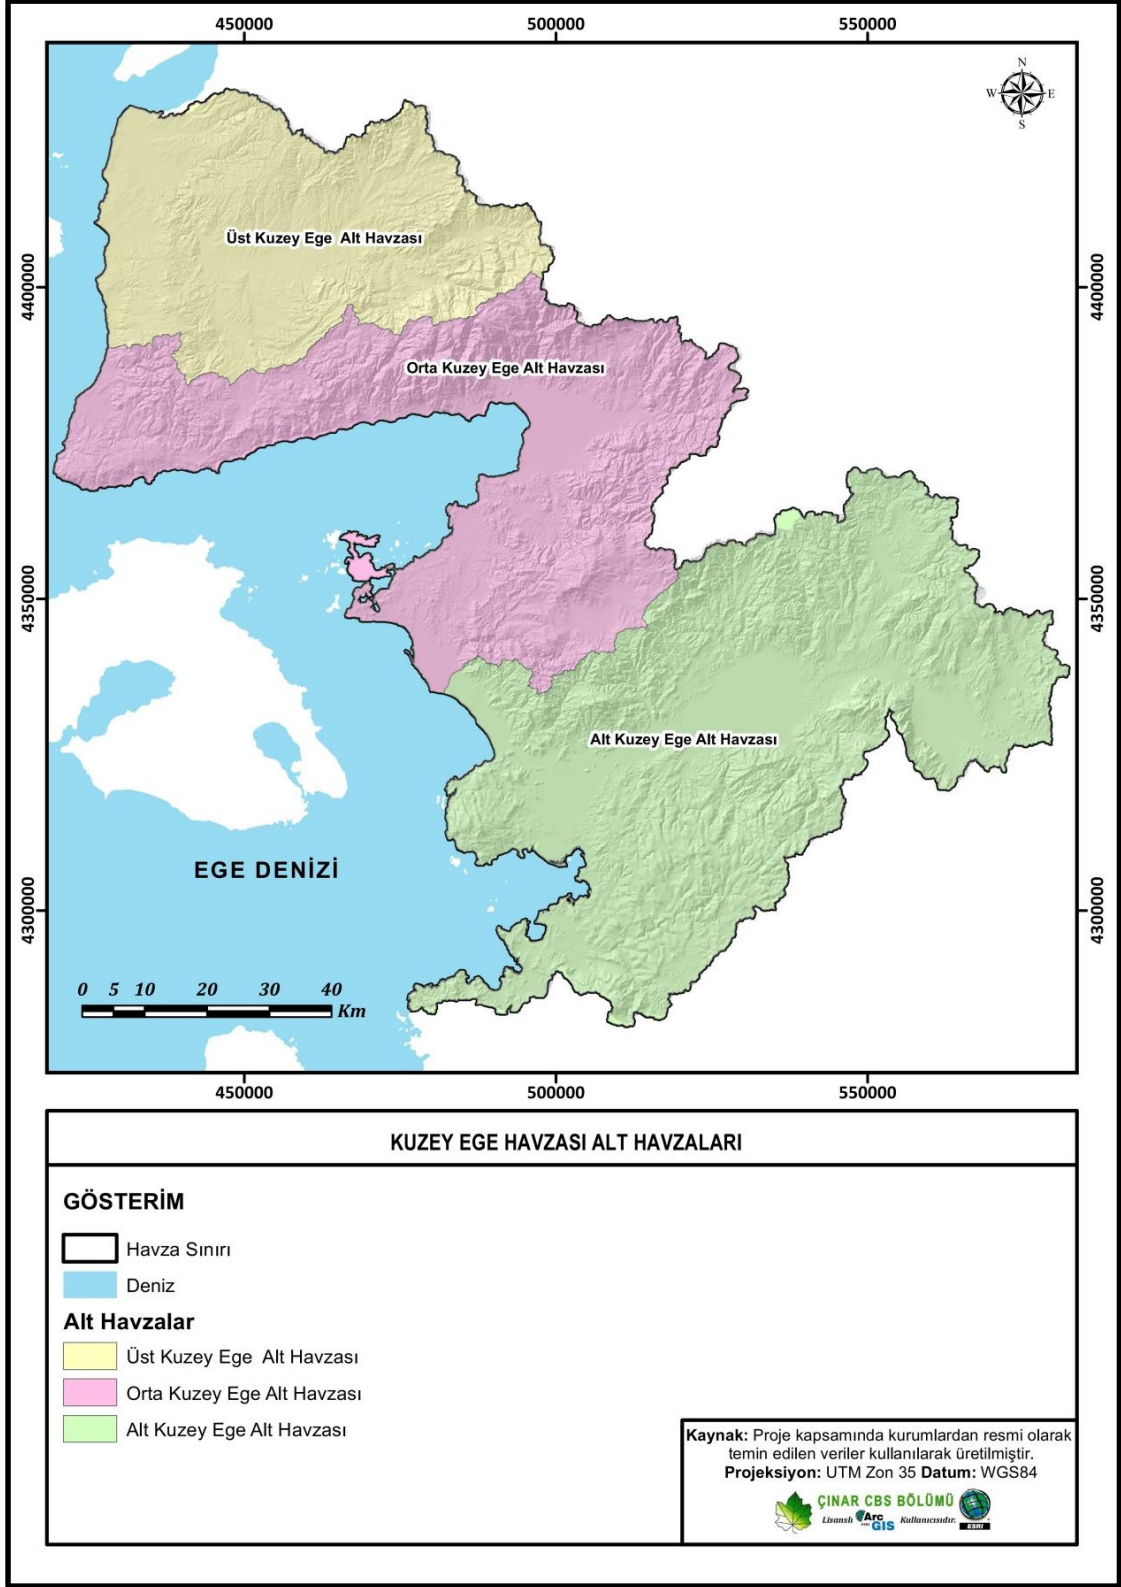 450000 500000 550000
N
W E
S
Üst Kuzey Ege Alt Havzası
4400000 4400000
Orta Kuzey Ege Alt Havzası
4350000 4350000
Alt Kuzey Ege Alt Havzası
EGE DENİZİ
4300000 4300000
0 5 10 20 30 40
Km
450000 500000 550000
KUZEY EGE HAVZASI ALT HAVZALARI
GÖSTERİM
Havza Sınırı
Deniz
Alt Havzalar
Üst Kuzey Ege Alt Havzası
Orta Kuzey Ege Alt Havzası
Alt Kuzey Ege Alt Havzası
Kaynak: Proje kapsamında kurumlardan resmi olarak
temin edilen veriler kullanılarak üretilmiştir.
Projeksiyon: UTM Zon 35 Datum: WGS84
ÇINAR CBS BÖLÜMÜ
Lisanslı ArcGIS Kullanıcısıdır.
ESRI